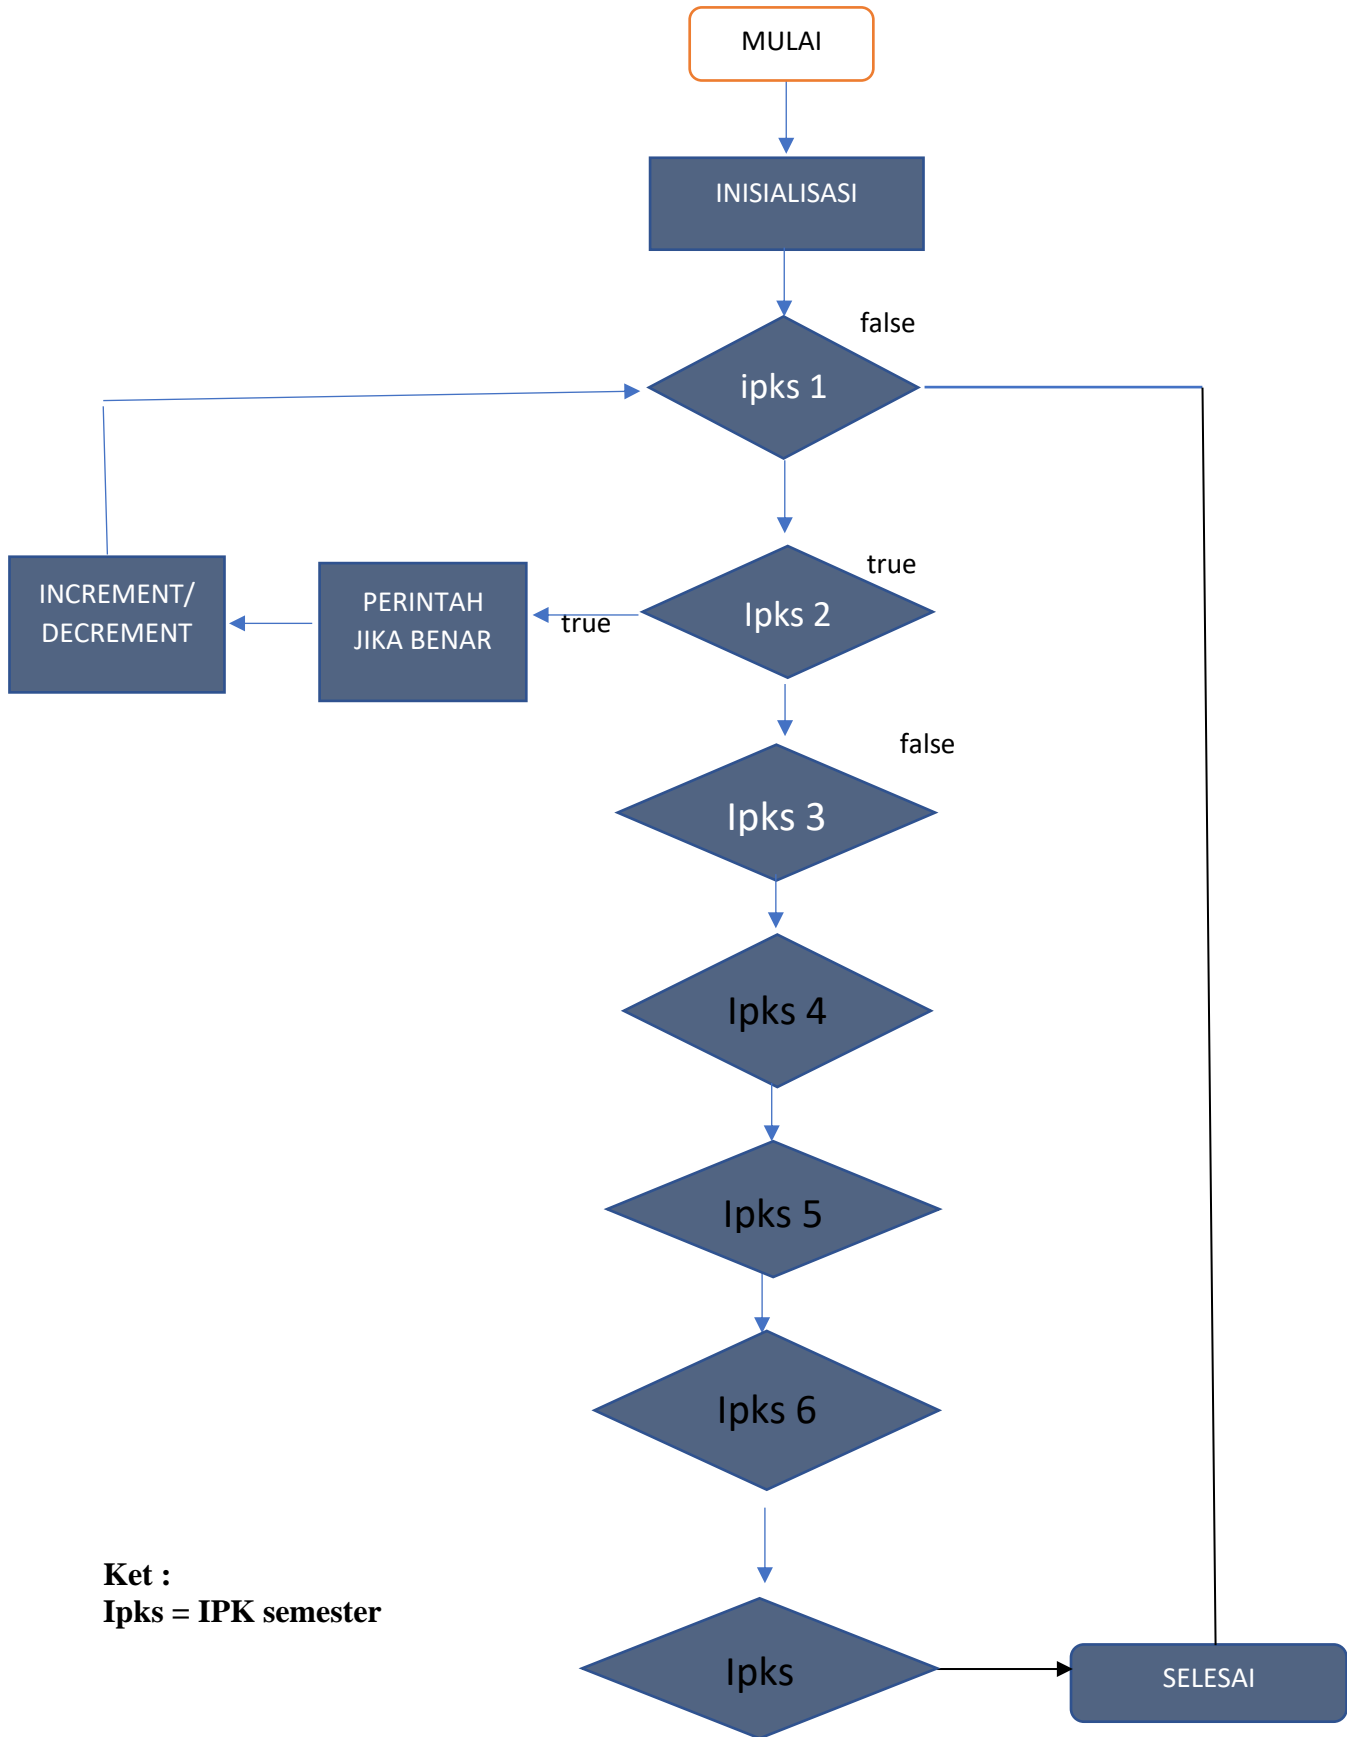 MULAI
INISIALISASI
false
ipks 1
true
Ipks 2
true
INCREMENT/
DECREMENT
PERINTAH
JIKA BENAR
false
Ipks 3
Ipks 4
Ipks 5
Ipks 6
Ket :
Ipks = IPK semester
Ipks
SELESAI